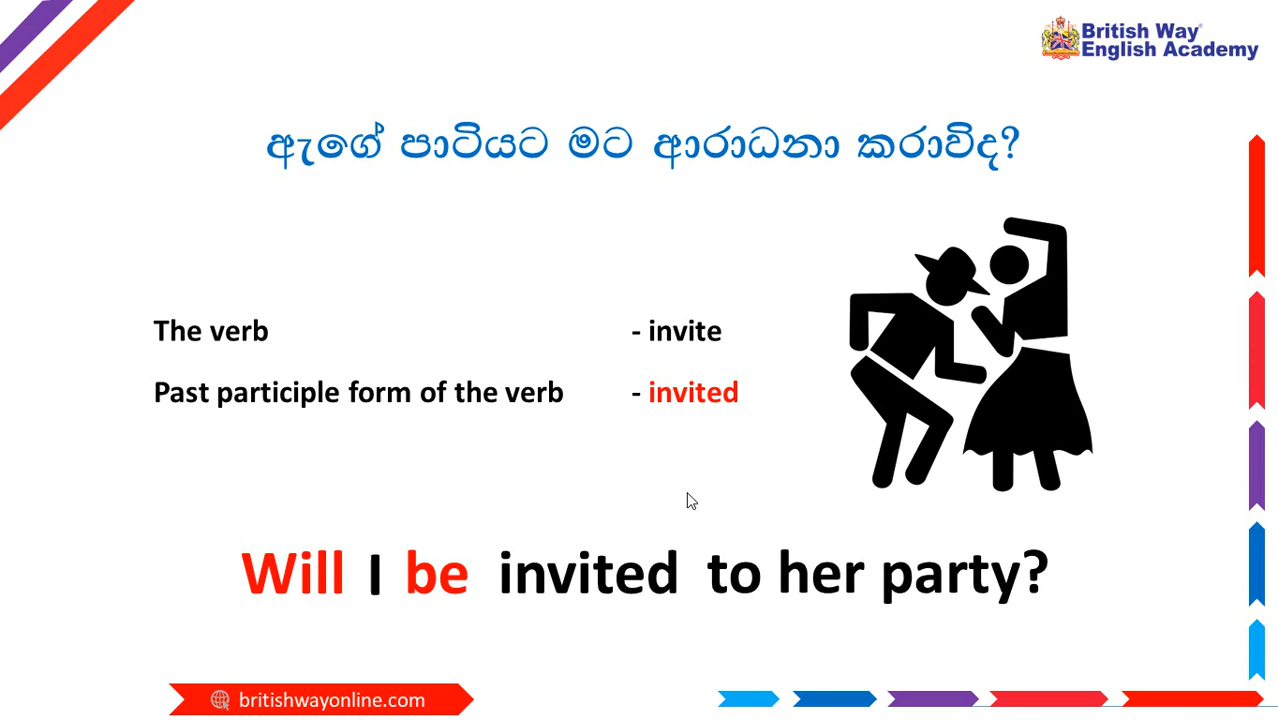 British Way
English Academy
ඇගේ පාටියට මට ආරාධනා කරාවිද?
The verb - invite
Past participle form of the verb - invited
Will I be invited to her party?
britishwayonline.com